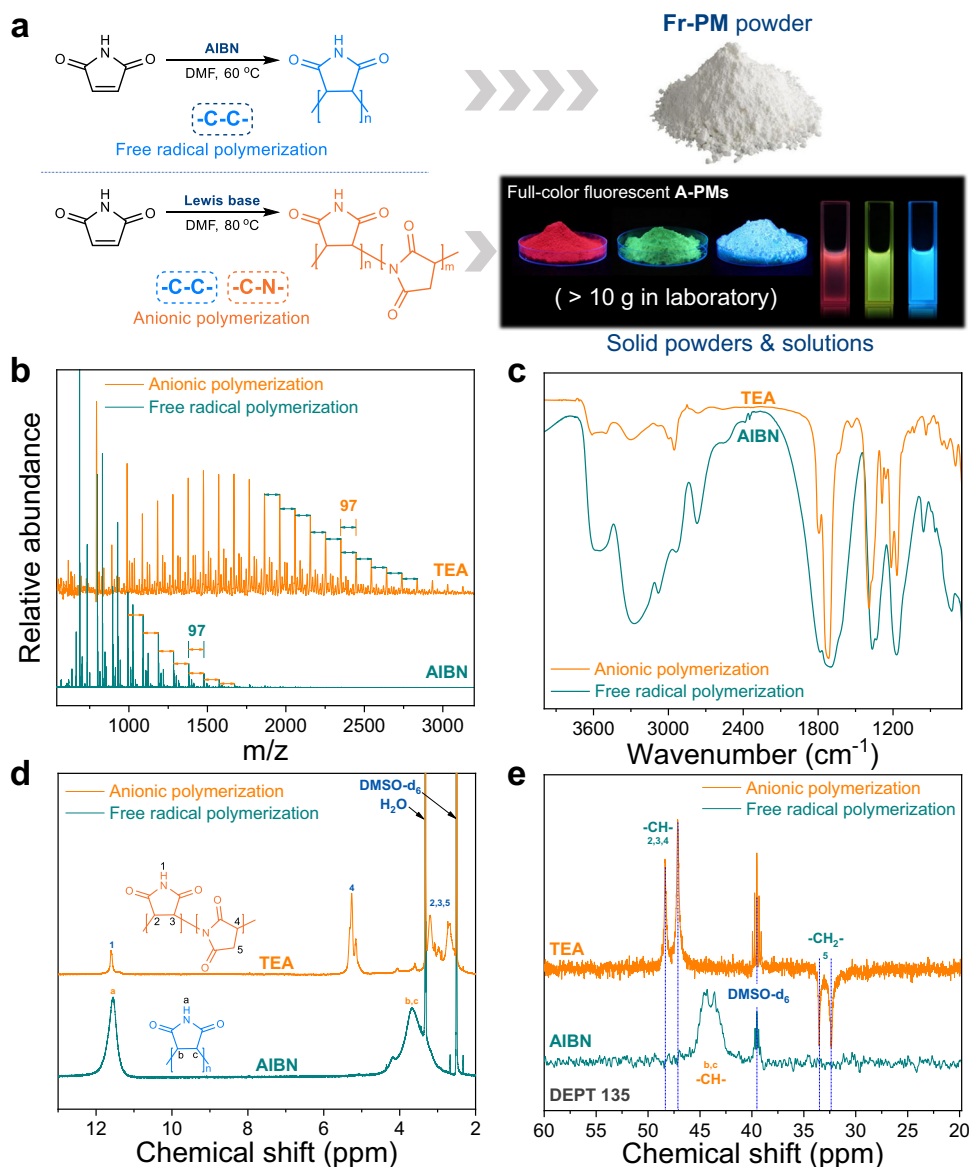 a
H
N
O
O
AIBN
DMF, 60 °C
H
N
O
O
n
-C-C-
Free radical polymerization
Fr-PM powder
H
N
O
O
Lewis base
DMF, 80 °C
H
N
O
O
n
O
N
m
O
-C-C-
-C-N-
Anionic polymerization
Full-color fluorescent A-PMs
( > 10 g in laboratory)
Solid powders & solutions
b
Anionic polymerization
Free radical polymerization
97
TEA
97
AIBN
Relative abundance
1000 1500 2000 2500 3000
m/z
c
TEA
AIBN
Anionic polymerization
Free radical polymerization
3600 3000 2400 1800 1200
Wavenumber (cm-1)
d
Anionic polymerization
Free radical polymerization
DMSO-d6
H2O
1
H
N
O
O
2 3
O
N
4
5
O
1
4
2,3,5
TEA
a
a
H
N
O
O
b c
n
b,c
AIBN
12 10 8 6 4 2
Chemical shift (ppm)
e
Anionic polymerization
Free radical polymerization
-CH-
2,3,4
-CH2-
5
TEA
DMSO-d6
AIBN
b,c
-CH-
DEPT 135
60 55 50 45 40 35 30 25 20
Chemical shift (ppm)